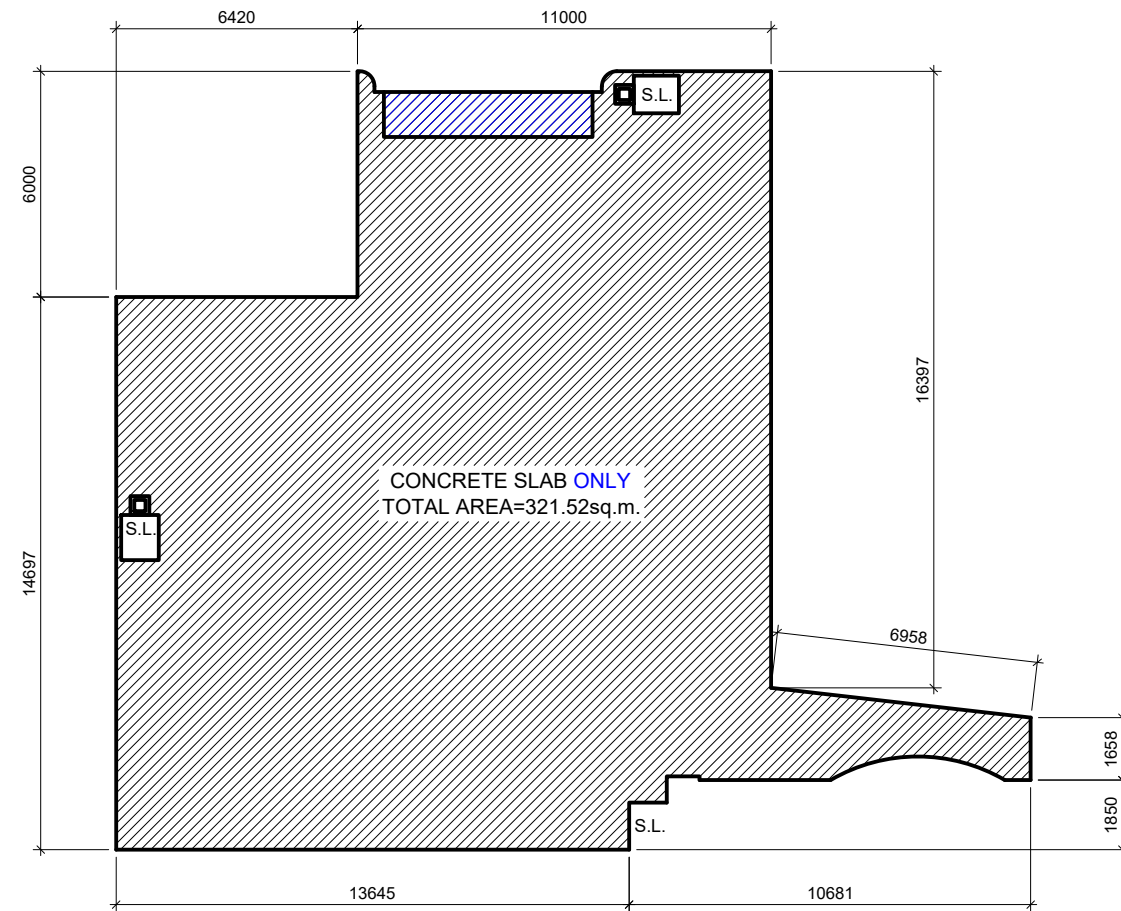 6420
11000
S.L.
6000
16397
CONCRETE SLAB ONLY
TOTAL AREA=321.52sq.m.
S.L.
14697
6958
1658
S.L.
1850
13645
10681